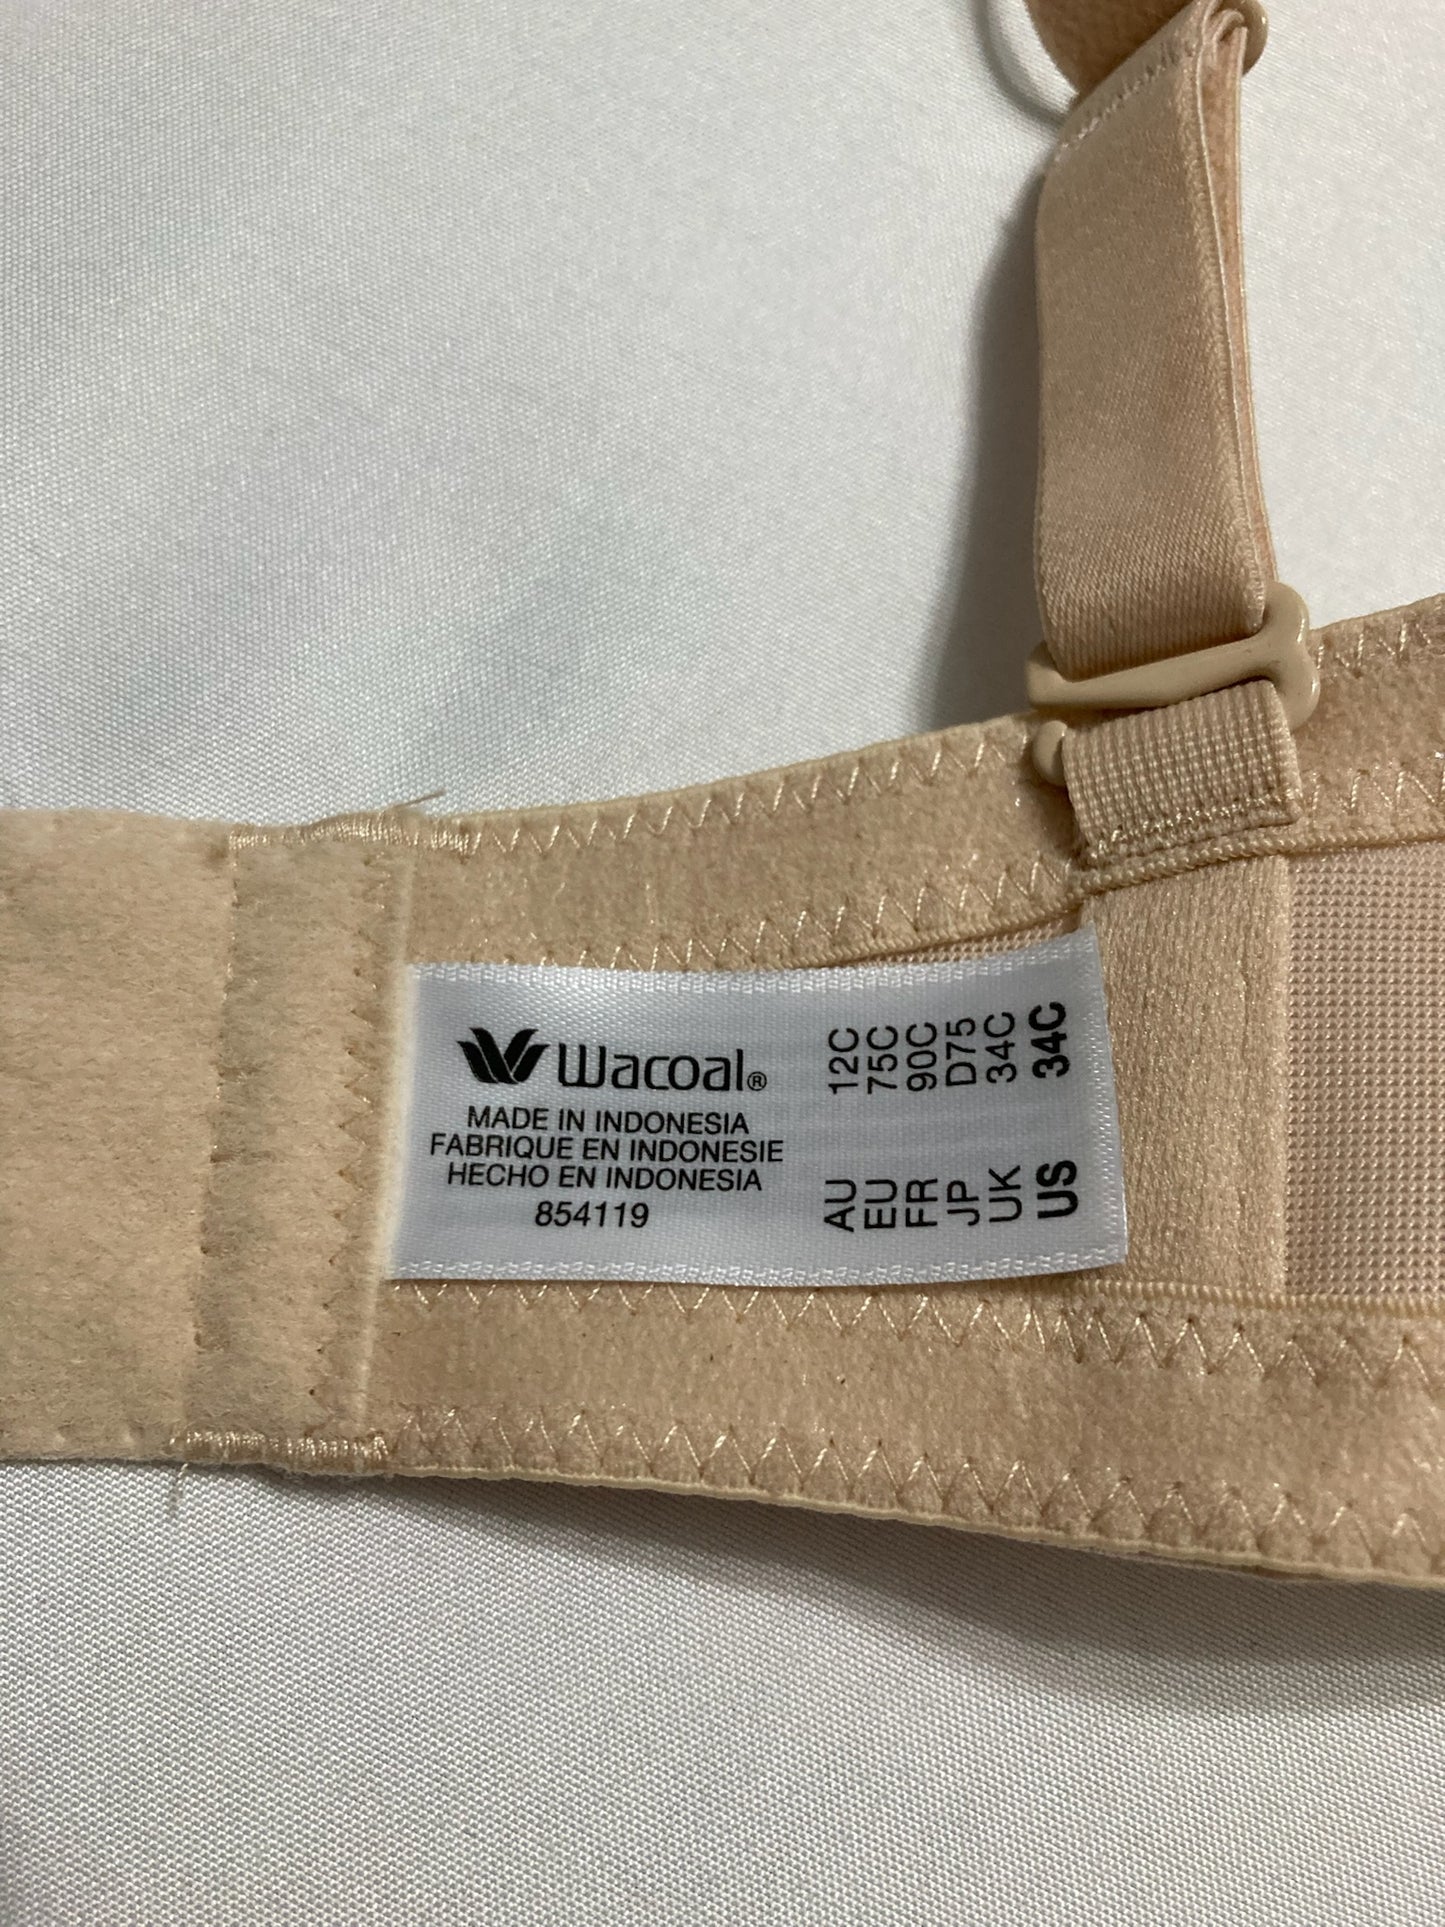 Wacoal®
MADE IN INDONESIA
FABRIQUE EN INDONESIE
HECHO EN INDONESIA
854119
US 34C
UK 34C
JP D75
FR 90C
EU 75C
AU 12C